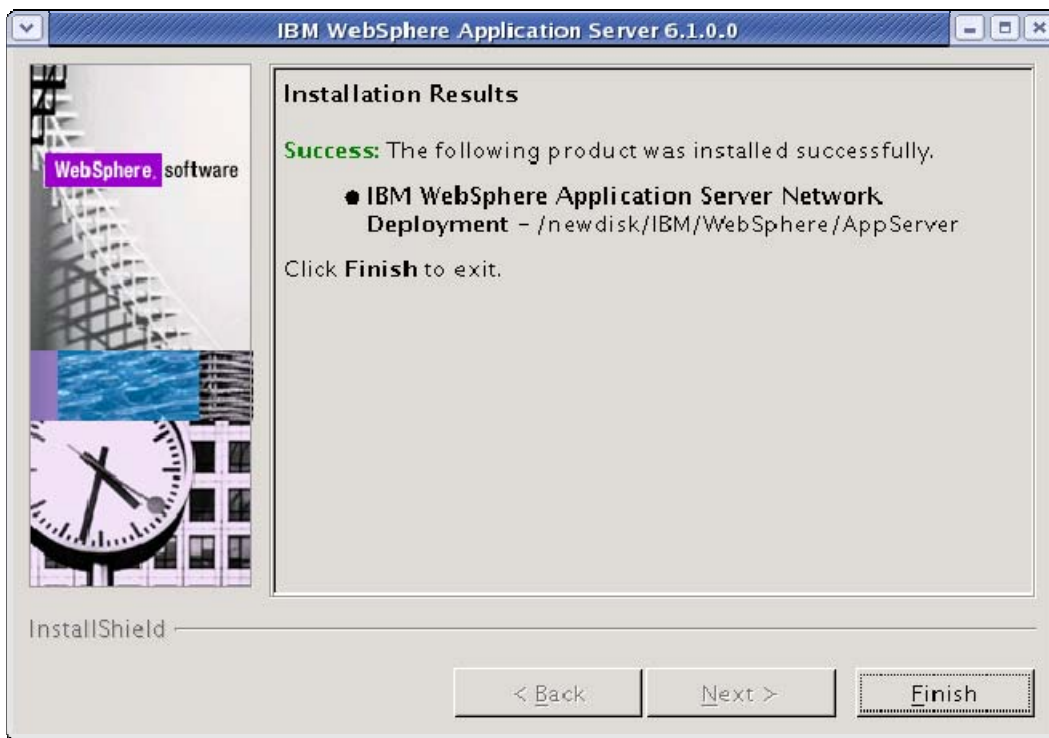 IBM WebSphere Application Server 6.1.0.0
WebSphere. software
Installation Results
Success: The following product was installed successfully.
● IBM WebSphere Application Server Network
Deployment – /newdisk/IBM/WebSphere/AppServer
Click Finish to exit.
InstallShield
< Back
Next >
Finish